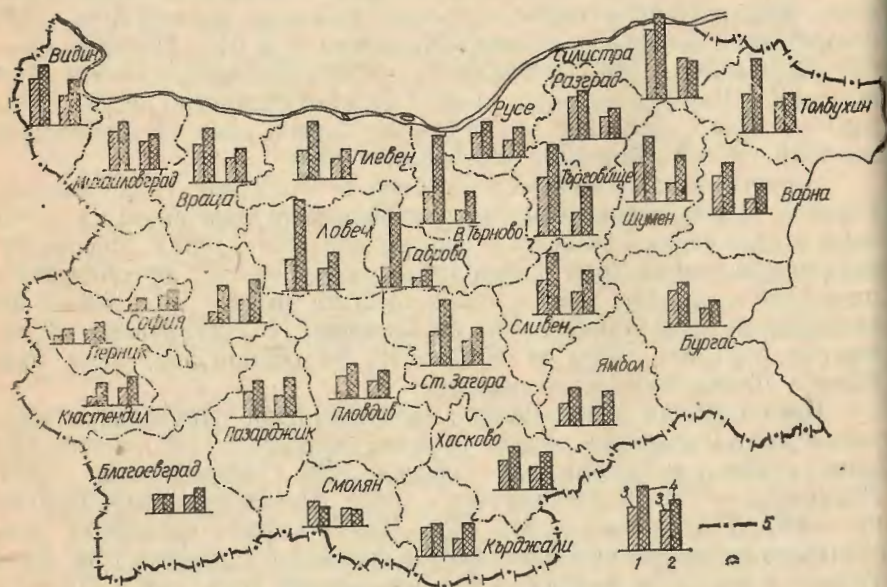 Видин
Силистра
Разград
Русе
Толбухин
Михайловград
Враца
Плевен
Търговище
В. Търново
Шумен
Варна
Ловеч
Габрово
София
Перник
Сливен
Бургас
Кюстендил
Пазарджик
Пловдив
Ст. Загора
Ямбол
Хасково
Благоевград
Смолян
Кърджали
3
4
3
5
1 2